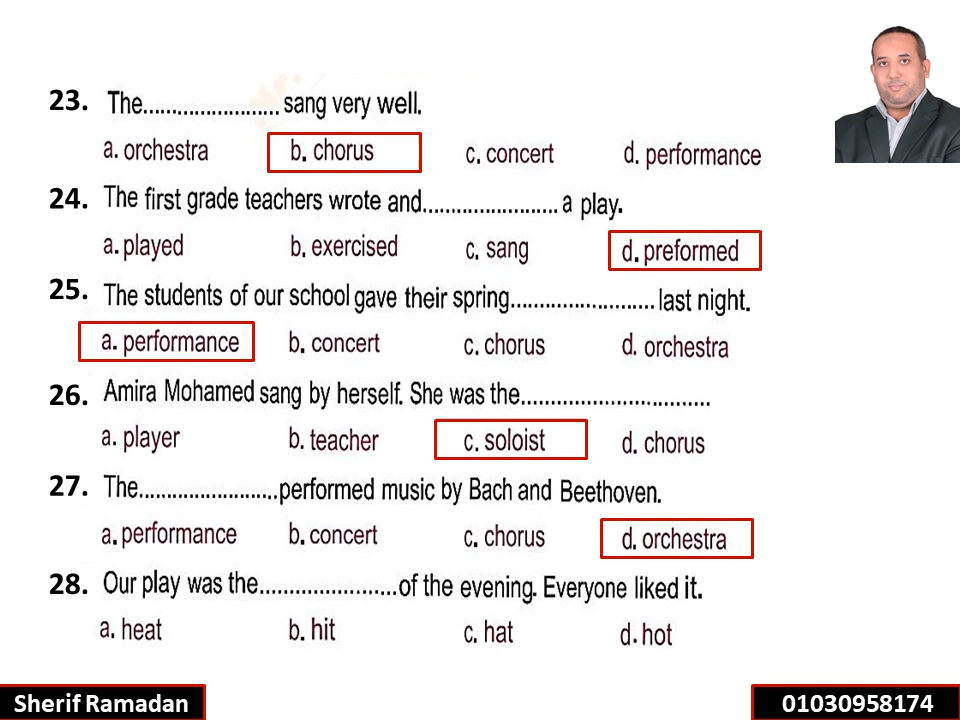 23. The........................ sang very well.
a. orchestra b. chorus c. concert d. performance
24. The first grade teachers wrote and........................ a play.
a. played b. exercised c. sang d. preformed
25. The students of our school gave their spring......................... last night.
a. performance b. concert c. chorus d. orchestra
26. Amira Mohamed sang by herself. She was the.................................
a. player b. teacher c. soloist d. chorus
27. The.........................performed music by Bach and Beethoven.
a. performance b. concert c. chorus d. orchestra
28. Our play was the........................of the evening. Everyone liked it.
a. heat b. hit c. hat d. hot
Sherif Ramadan 01030958174